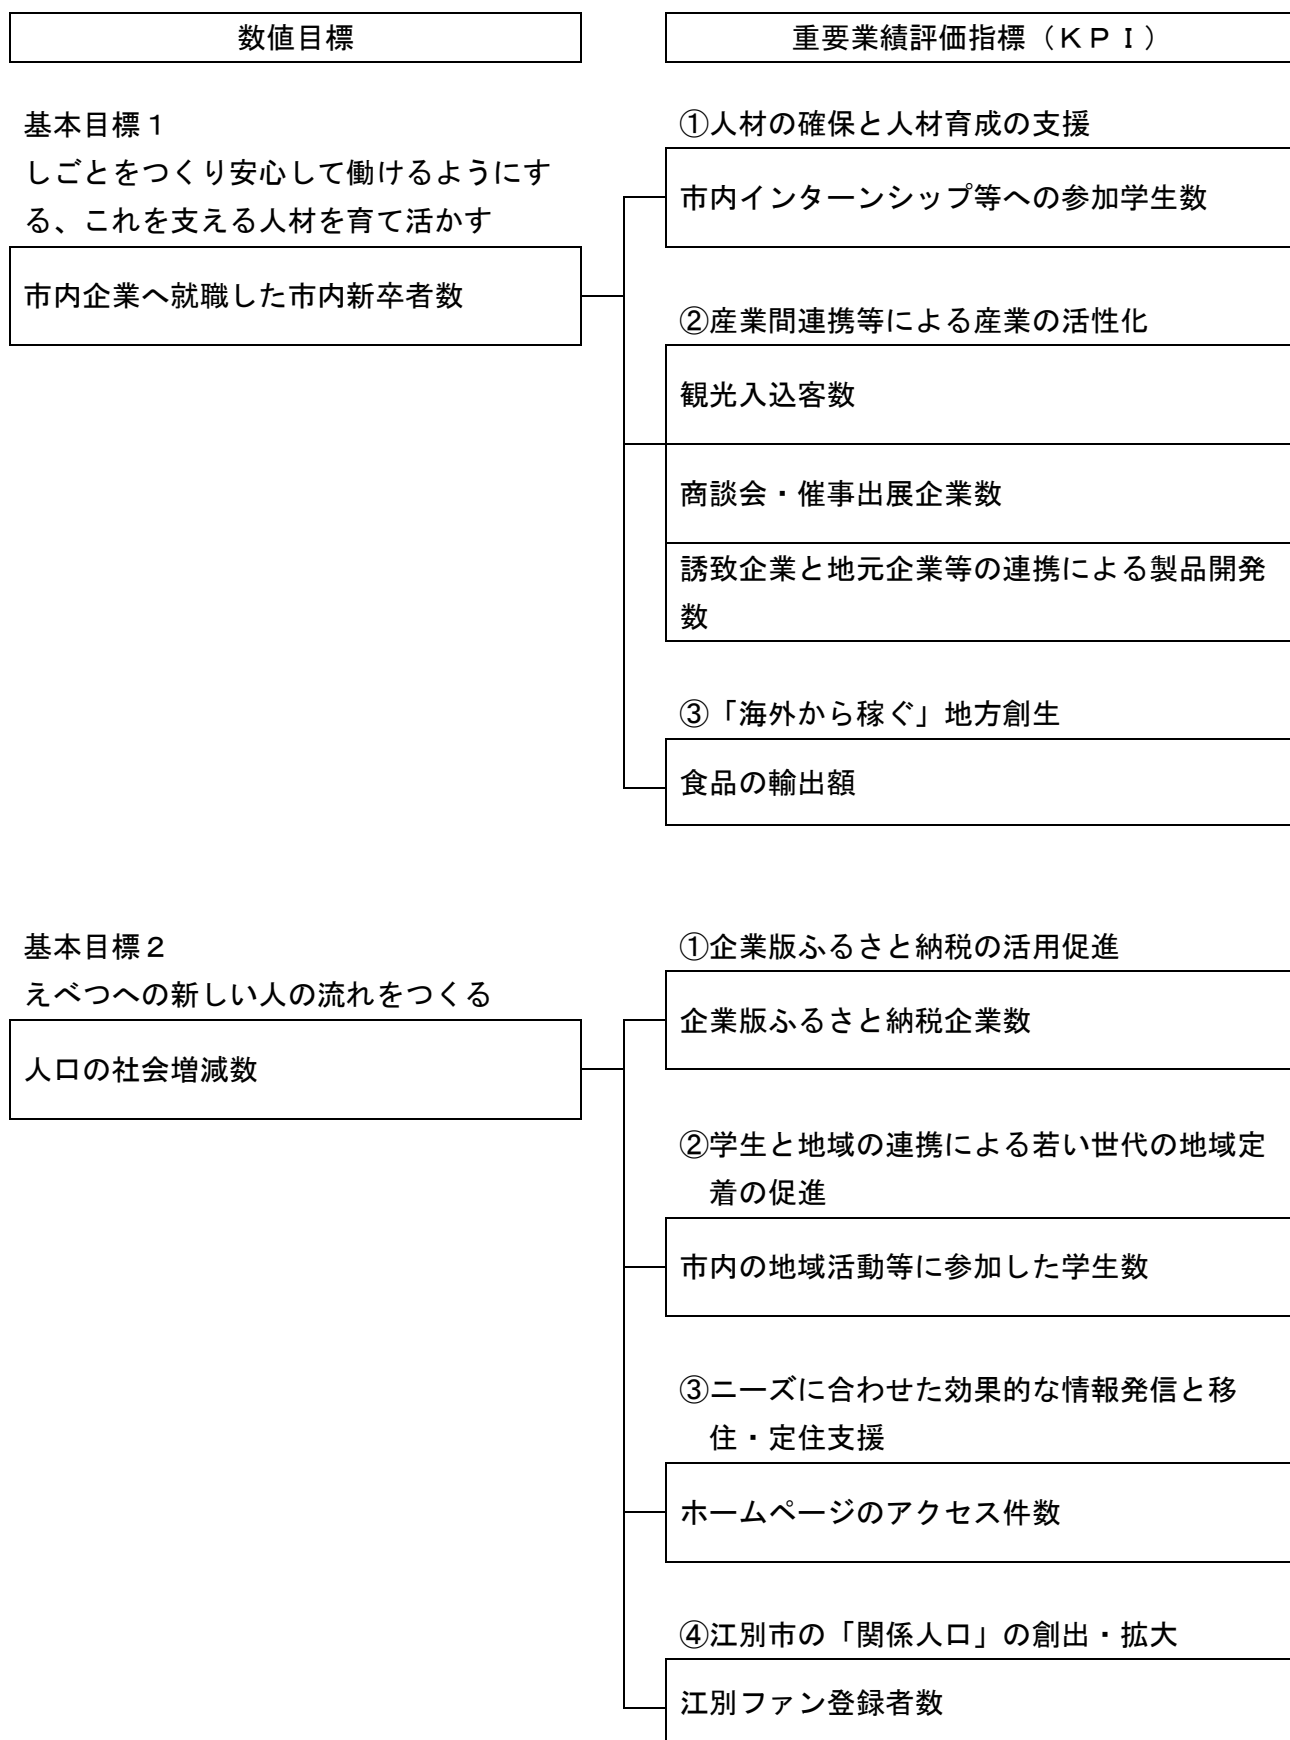 数値目標
重要業績評価指標（ＫＰＩ）
基本目標１
しごとをつくり安心して働けるようにす
る、これを支える人材を育て活かす
市内企業へ就職した市内新卒者数
①人材の確保と人材育成の支援
市内インターンシップ等への参加学生数
②産業間連携等による産業の活性化
観光入込客数
商談会・催事出展企業数
誘致企業と地元企業等の連携による製品開発
数
③「海外から稼ぐ」地方創生
食品の輸出額
基本目標２
えべつへの新しい人の流れをつくる
人口の社会増減数
①企業版ふるさと納税の活用促進
企業版ふるさと納税企業数
②学生と地域の連携による若い世代の地域定
着の促進
市内の地域活動等に参加した学生数
③ニーズに合わせた効果的な情報発信と移
住・定住支援
ホームページのアクセス件数
④江別市の「関係人口」の創出・拡大
江別ファン登録者数